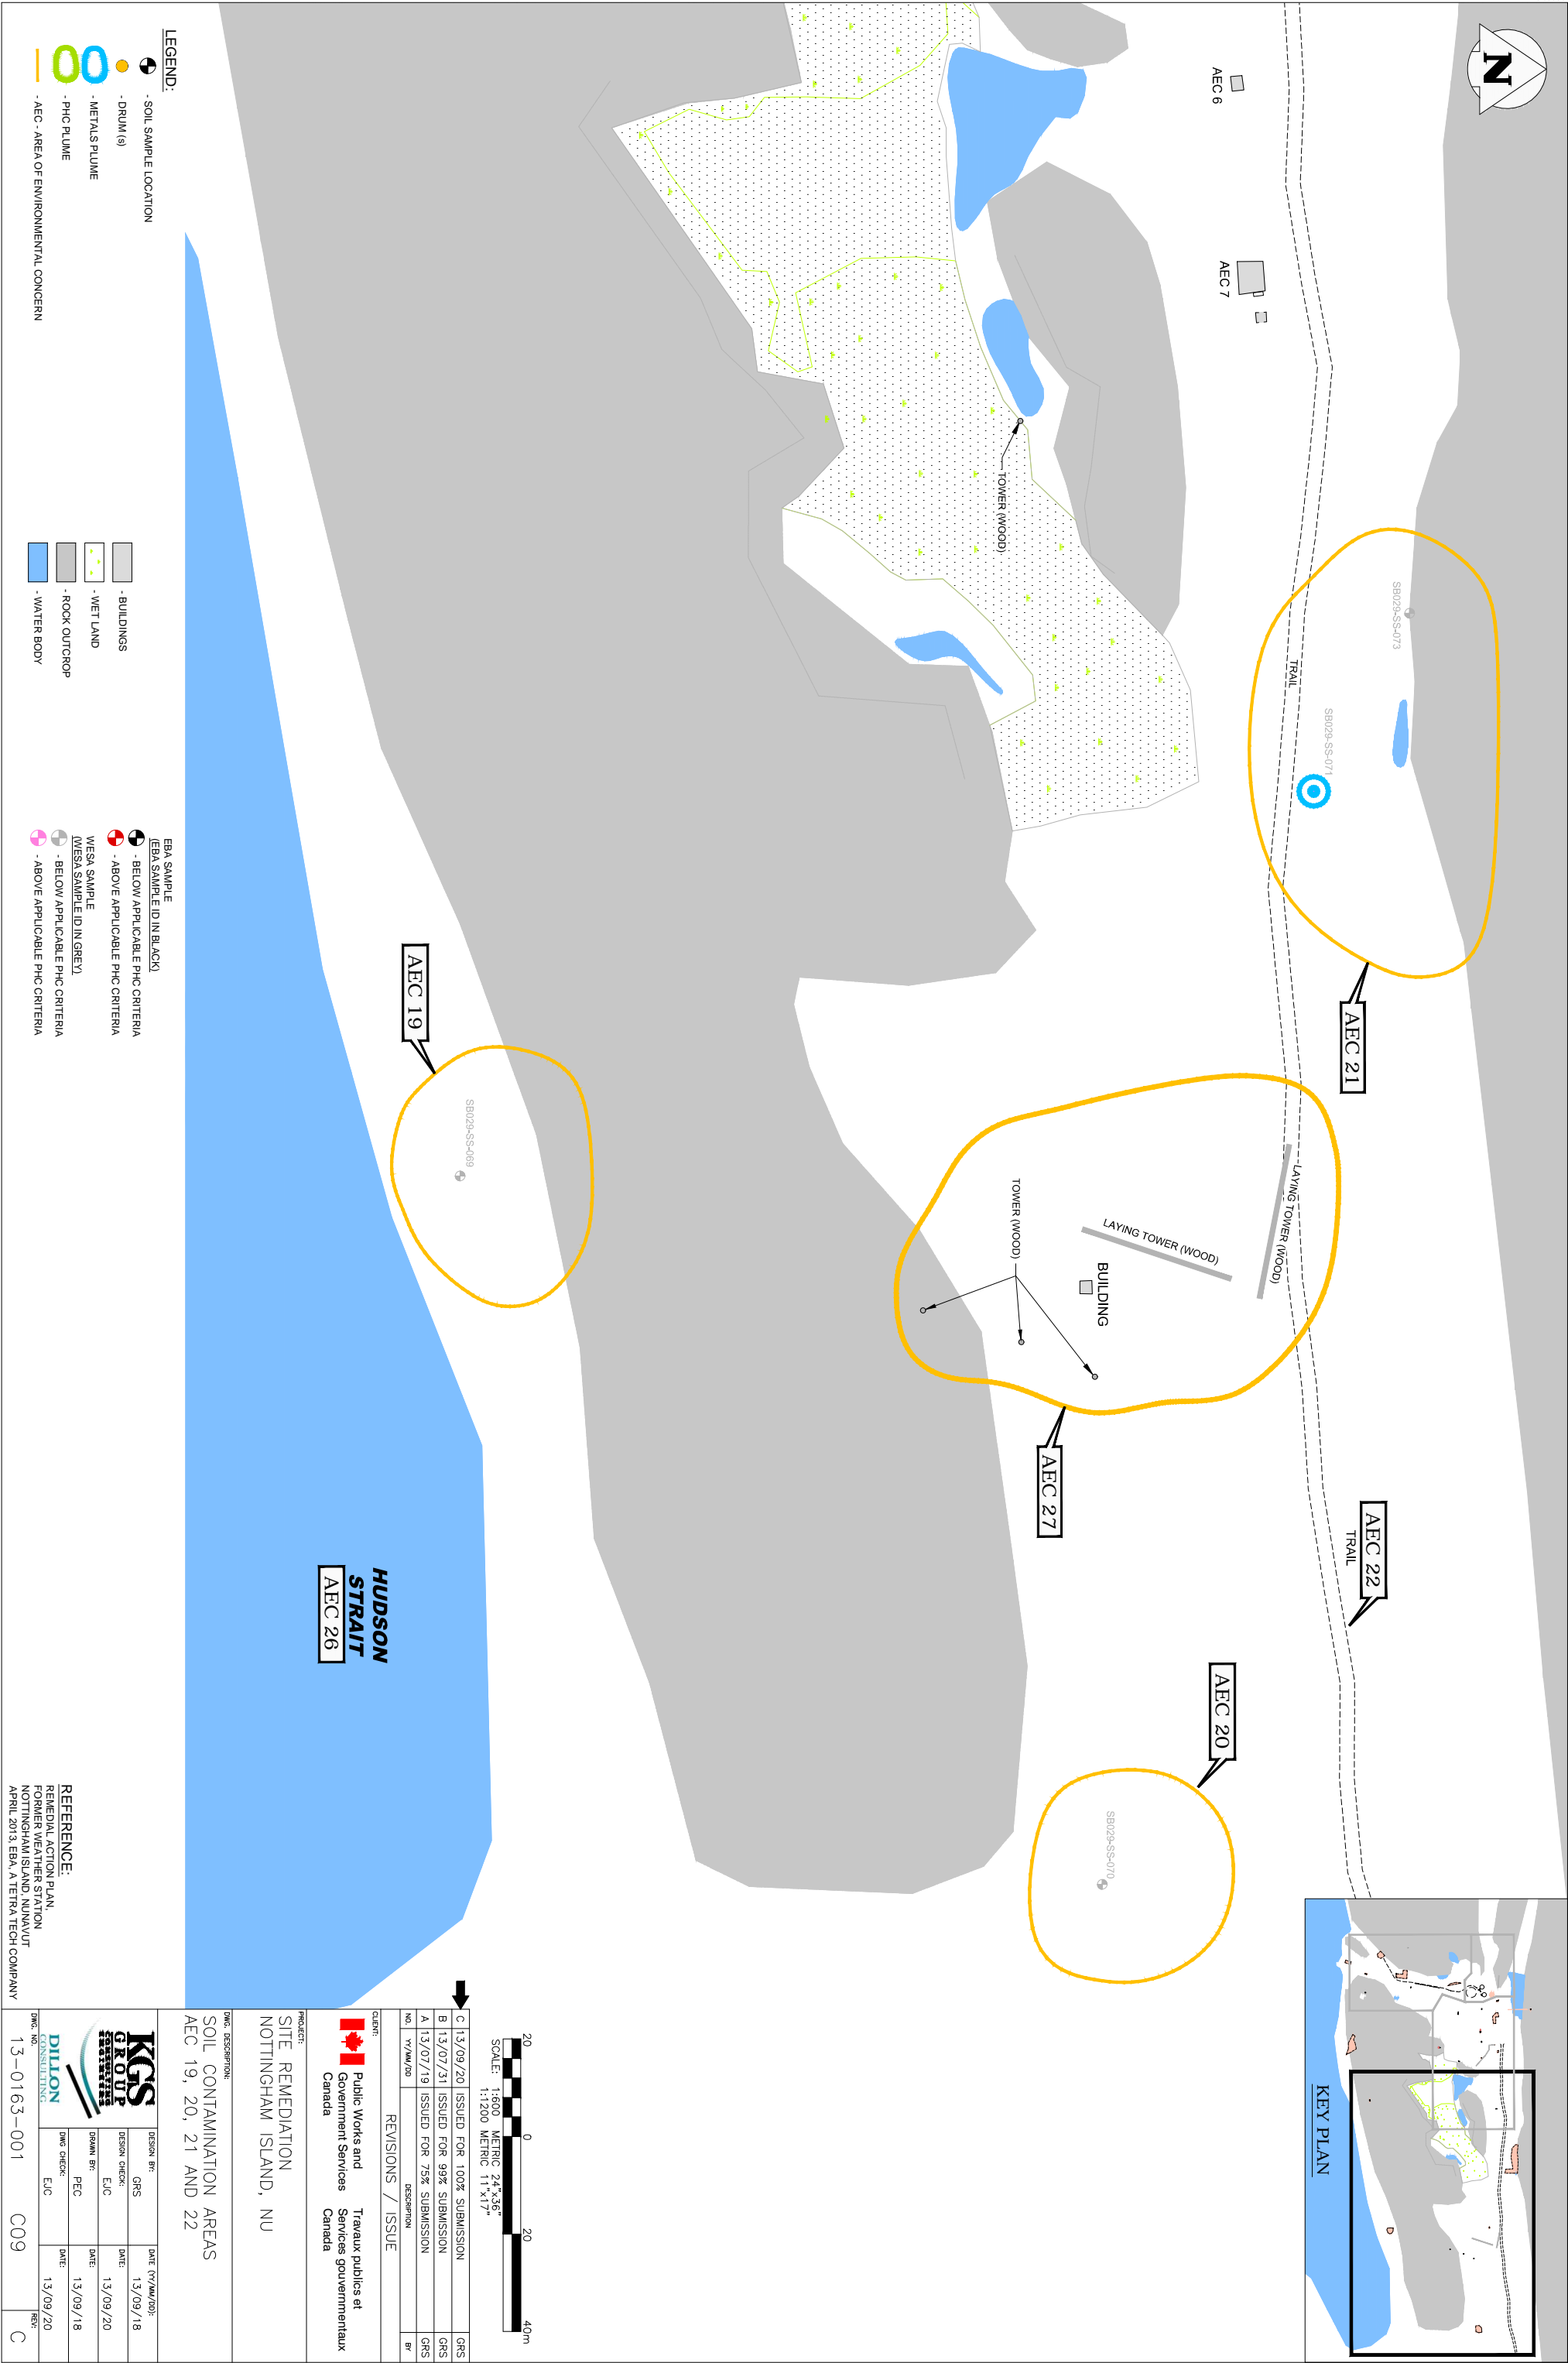 N
AEC 6
AEC 7
TOWER (WOOD)
SB029-SS-073
TRAIL
SB029-SS-071
AEC 21
AEC 19
SB029-SS-069
LAYING TOWER (WOOD)
LAYING TOWER (WOOD)
TOWER (WOOD)
BUILDING
AEC 27
AEC 22
TRAIL
AEC 20
SB029-SS-070
HUDSON
STRAIT
AEC 26
KEY PLAN
LEGEND:
- SOIL SAMPLE LOCATION
- DRUM (s)
- METALS PLUME
- PHC PLUME
- AEC - AREA OF ENVIRONMENTAL CONCERN
- BUILDINGS
- WET LAND
- ROCK OUTCROP
- WATER BODY
EBA SAMPLE
(EBA SAMPLE ID IN BLACK)
- BELOW APPLICABLE PHC CRITERIA
- ABOVE APPLICABLE PHC CRITERIA
WESA SAMPLE
(WESA SAMPLE ID IN GREY)
- BELOW APPLICABLE PHC CRITERIA
- ABOVE APPLICABLE PHC CRITERIA
REFERENCE:
REMEDIAL ACTION PLAN,
FORMER WEATHER STATION
NOTTINGHAM ISLAND, NUNAVUT
APRIL 2013, EBA, A TETRA TECH COMPANY
20 0 20 40m
SCALE: 1:600 METRIC 24"x36"
1:1200 METRIC 11"x17"
C 13/09/20 ISSUED FOR 100% SUBMISSION GRS
B 13/07/31 ISSUED FOR 99% SUBMISSION GRS
A 13/07/19 ISSUED FOR 75% SUBMISSION GRS
NO. YY/MM/DD DESCRIPTION BY
REVISIONS / ISSUE
CLIENT:
Public Works and Travaux publics et
Government Services Services gouvernementaux
Canada Canada
PROJECT:
SITE REMEDIATION
NOTTINGHAM ISLAND, NU
DWG. DESCRIPTION:
SOIL CONTAMINATION AREAS
AEC 19, 20, 21 AND 22
KGS
GROUP
CONSULTING
ENGINEERS
DILLON
CONSULTING
DESIGN BY: GRS DATE (YY/MM/DD): 13/09/18
DESIGN CHECK: EJC DATE: 13/09/20
DRAWN BY: PEC DATE: 13/09/18
DWG CHECK: EJC DATE: 13/09/20
DWG. NO. 13-0163-001 C09 REV: C